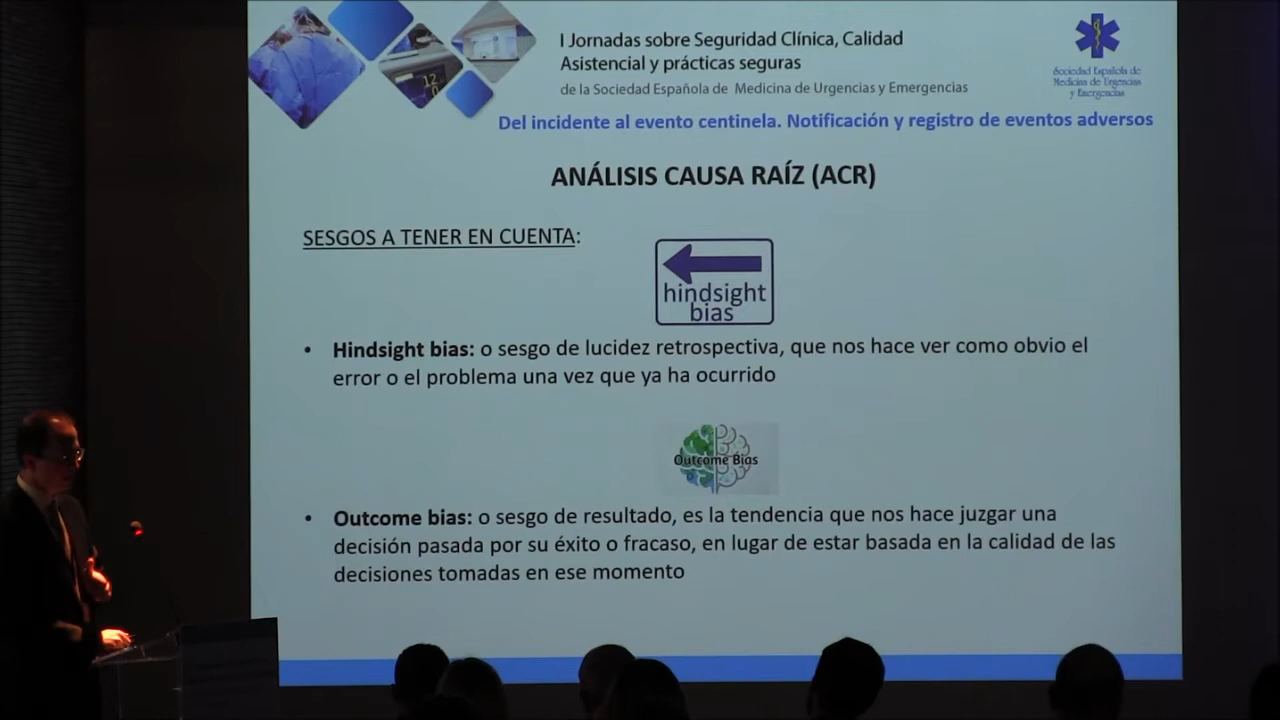 I Jornadas sobre Seguridad Clínica, Calidad
Asistencial y prácticas seguras
de la Sociedad Española de Medicina de Urgencias y Emergencias
Sociedad Española de
Medicina de Urgencias
y Emergencias
Del incidente al evento centinela. Notificación y registro de eventos adversos
ANÁLISIS CAUSA RAÍZ (ACR)
SESGOS A TENER EN CUENTA:
hindsight
bias
• Hindsight bias: o sesgo de lucidez retrospectiva, que nos hace ver como obvio el
error o el problema una vez que ya ha ocurrido
Outcome Bias
• Outcome bias: o sesgo de resultado, es la tendencia que nos hace juzgar una
decisión pasada por su éxito o fracaso, en lugar de estar basada en la calidad de las
decisiones tomadas en ese momento